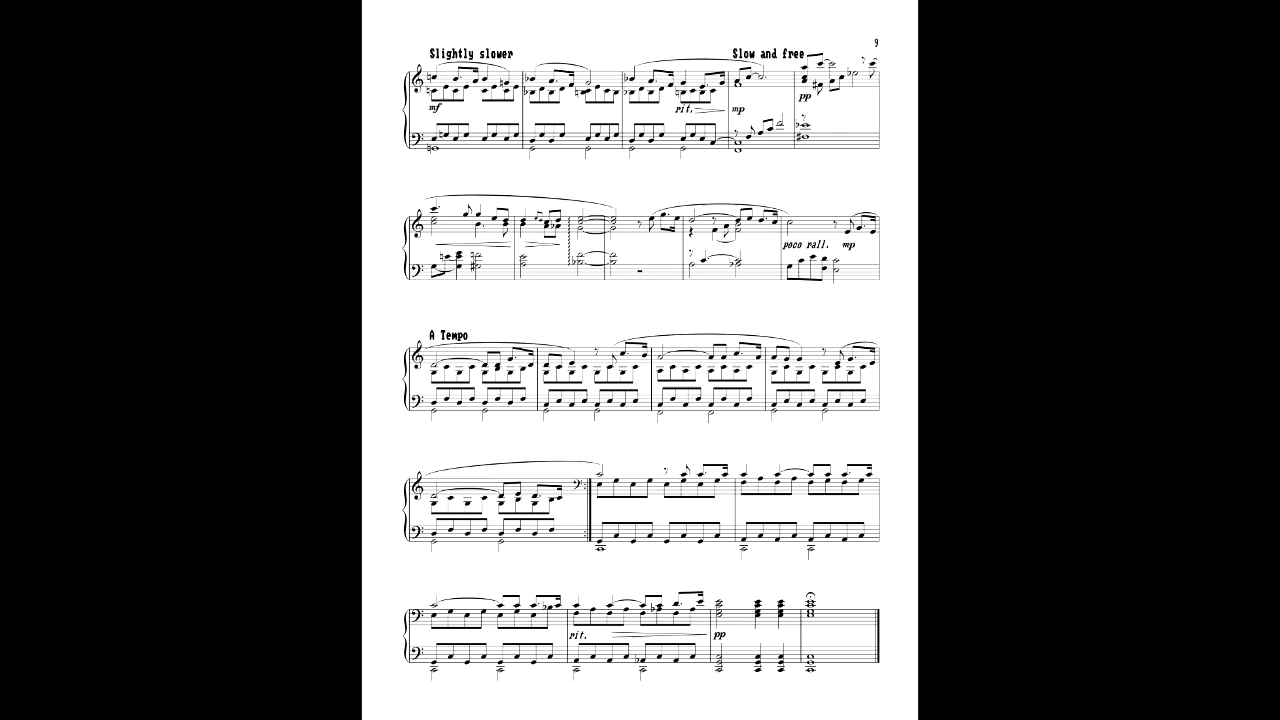 9
Slightly slower Slow and free
mf rit. mp pp
poco rall. mp
A Tempo
rit. pp